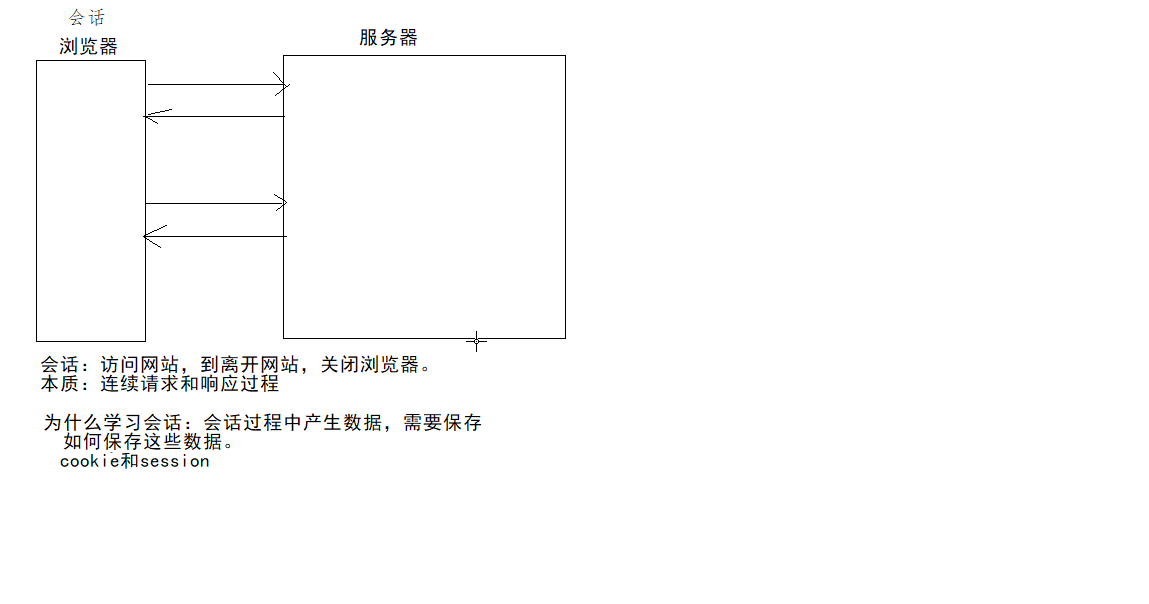 会话
浏览器
服务器
会话：访问网站，到离开网站，关闭浏览器。
本质：连续请求和响应过程
为什么学习会话：会话过程中产生数据，需要保存
如何保存这些数据。
cookie和session